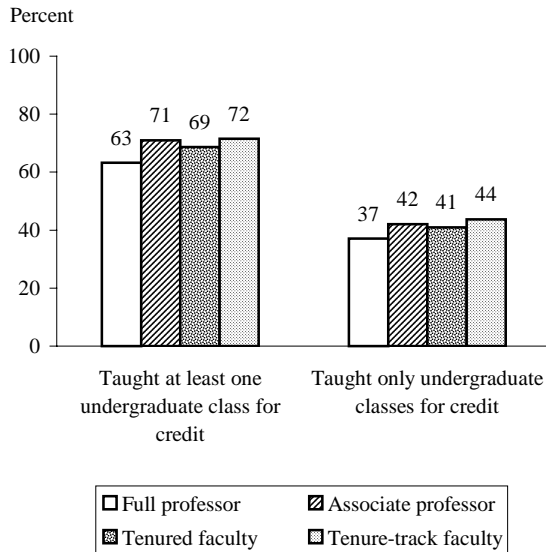 Percent
100
80
60
40
20
0
63
71
69
72
37
42
41
44
Taught at least one
undergraduate class for
credit
Taught only undergraduate
classes for credit
Full professor
Associate professor
Tenured faculty
Tenure-track faculty